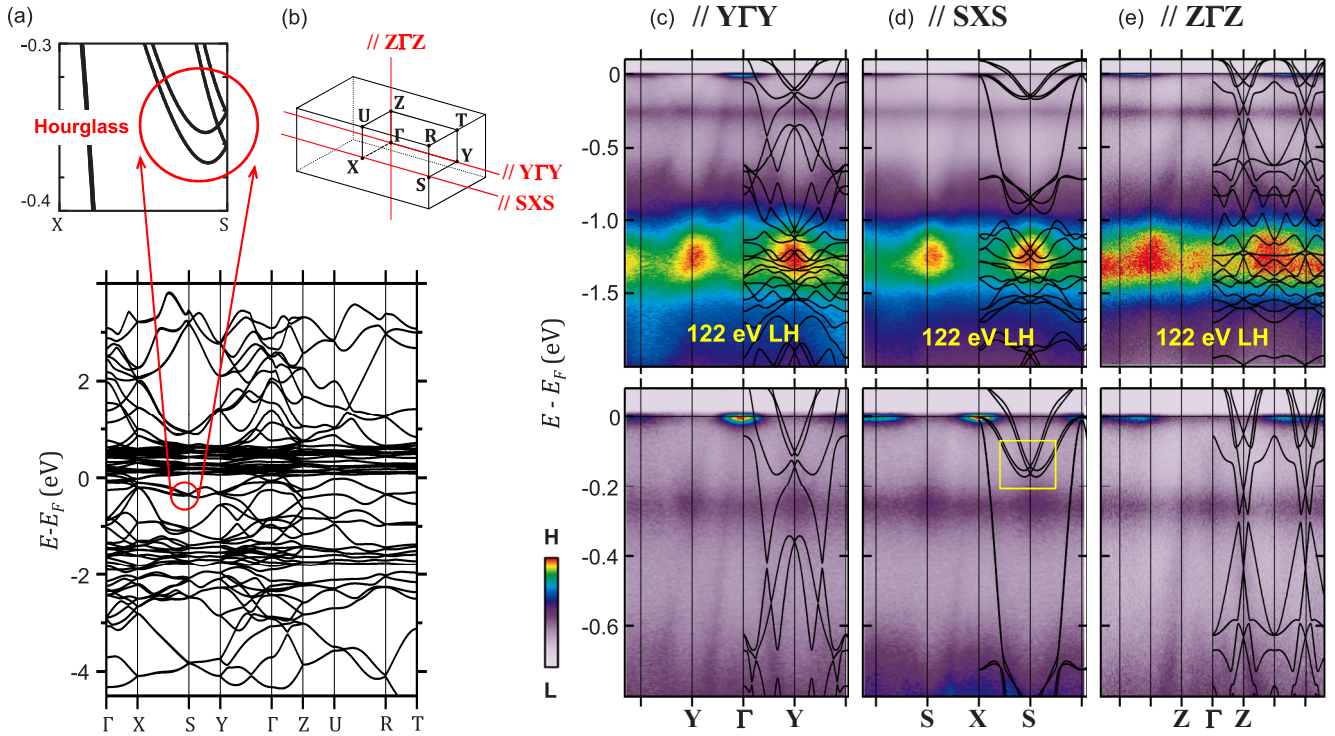 (a)
-0.3
Hourglass
-0.4
X
S
2
0
-2
-4
E-E_F (eV)
Γ X S Y Γ Z U R T
(b)
// ZΓZ
Z
U
Γ
R
T
X
Y
S
// YΓY
// SXS
(c) // YΓY
(d) // SXS
(e) // ZΓZ
0
-0.5
-1.0
-1.5
122 eV LH
122 eV LH
122 eV LH
E - E_F (eV)
0
-0.2
-0.4
-0.6
H
L
Y Γ Y
S X S
Z Γ Z